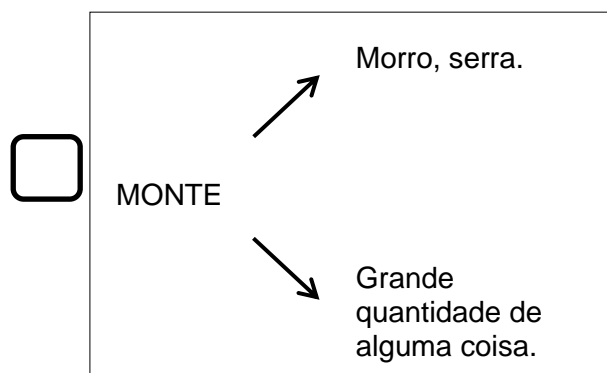 Morro, serra.
MONTE
Grande
quantidade de
alguma coisa.